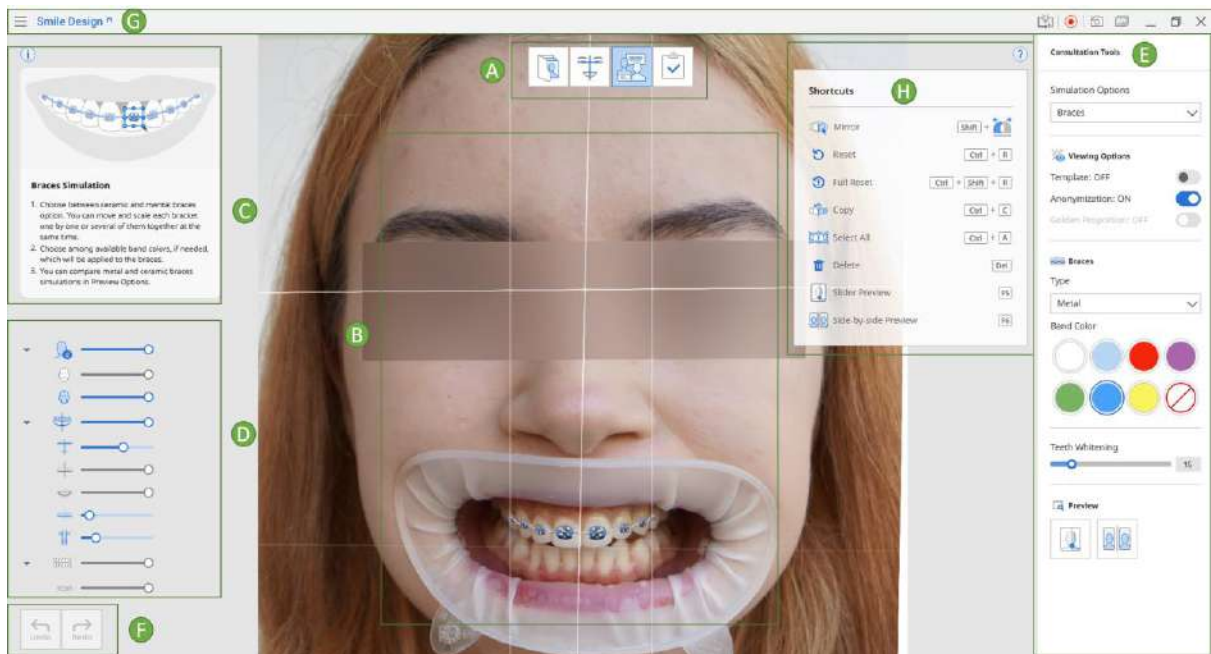 Smile Design
G
A
i
?
Consultation Tools
E
Shortcuts
H
Simulation Options
Braces
Mirror
Shift +
Reset
Ctrl + R
Viewing Options
Full Reset
Ctrl + Shift + R
Template: OFF
Braces Simulation
C
Copy
Ctrl + C
Anonymization: ON
1. Choose between ceramic and mental braces
option. You can move and scale each bracket
one by one or several of them together at the
same time.
Select All
Ctrl + A
Golden Proportion: OFF
2. Choose among available band colors, if needed,
which will be applied to the braces.
Delete
Del
Braces
3. You can compare metal and ceramic braces
simulations in Preview Options.
Slider Preview
F5
Type
Metal
Side-by-side Preview
F6
B
Band Color
D
Teeth Whitening
15
Preview
F
Undo
Redo